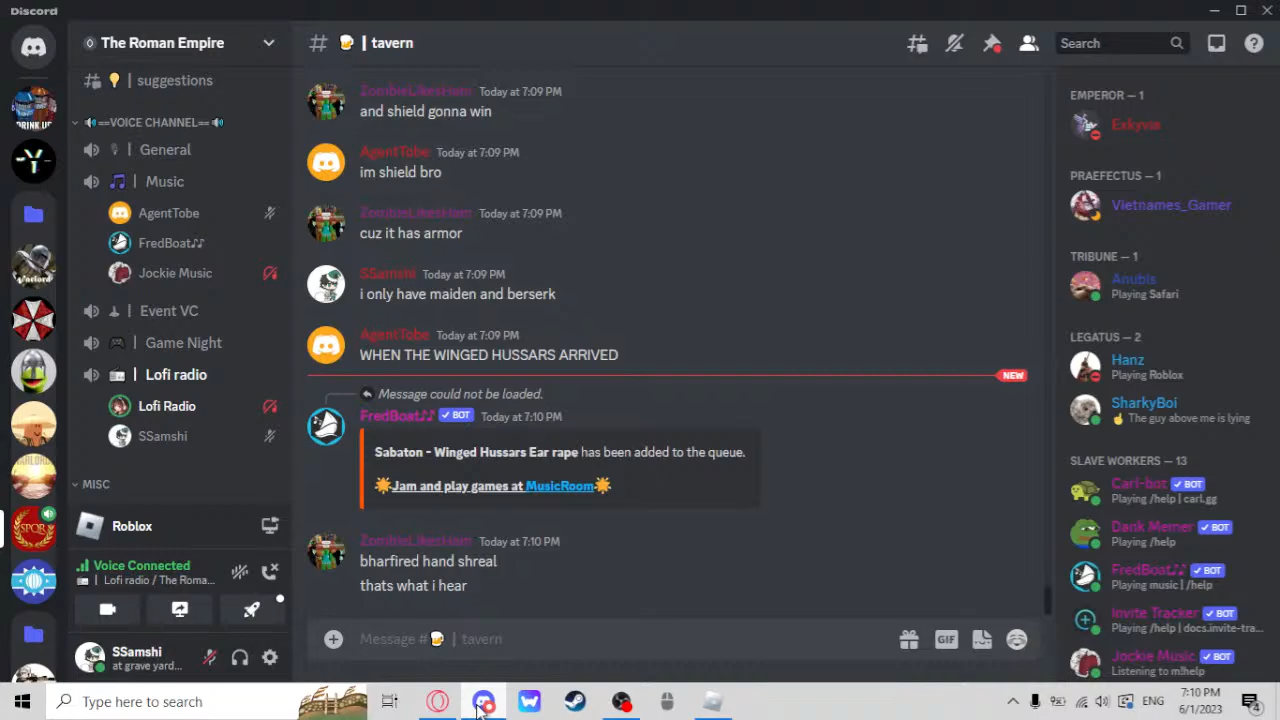 Discord
The Roman Empire
| tavern
Search
suggestions
==VOICE CHANNEL==
General
| Music
AgentTobe
FredBoat♪♪
Jockie Music
| Event VC
| Game Night
| Lofi radio
Lofi Radio
SSamshi
MISC
Roblox
Voice Connected
| Lofi radio / The Roma...
SSamshi
at grave yard...
ZombieLikesHam Today at 7:09 PM
and shield gonna win
AgentTobe Today at 7:09 PM
im shield bro
ZombieLikesHam Today at 7:09 PM
cuz it has armor
SSamshi Today at 7:09 PM
i only have maiden and berserk
AgentTobe Today at 7:09 PM
WHEN THE WINGED HUSSARS ARRIVED
NEW
Message could not be loaded.
FredBoat♪♪ ✓ BOT Today at 7:10 PM
Sabaton - Winged Hussars Ear rape has been added to the queue.
Jam and play games at MusicRoom
ZombieLikesHam Today at 7:10 PM
bharfired hand shreal
thats what i hear
Message # | tavern
GIF
EMPEROR — 1
Exkyvue
PRAEFECTUS — 1
Vietnames_Gamer
TRIBUNE — 1
Anubis
Playing Safari
LEGATUS — 2
Hanz
Playing Roblox
SharkyBoi
The guy above me is lying
SLAVE WORKERS — 13
Carl-bot ✓ BOT
Playing /help | carl.gg
Dank Memer ✓ BOT
Playing /help
FredBoat♪♪ ✓ BOT
Playing music | /help
Invite Tracker ✓ BOT
Playing /help | docs.invite-tra...
Jockie Music ✓ BOT
Listening to m!help
Type here to search
ENG
7:10 PM
6/1/2023
4